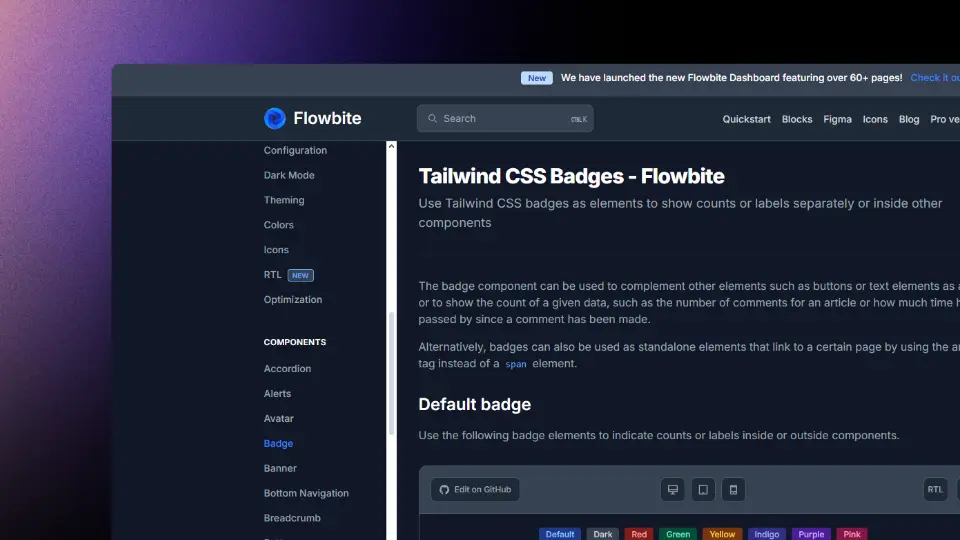 New We have launched the new Flowbite Dashboard featuring over 60+ pages! Check it
Flowbite
Search
CTRL K
Quickstart Blocks Figma Icons Blog Pro
Configuration
Dark Mode
Theming
Colors
Icons
RTL NEW
Optimization
COMPONENTS
Accordion
Alerts
Avatar
Badge
Banner
Bottom Navigation
Breadcrumb
Tailwind CSS Badges - Flowbite
Use Tailwind CSS badges as elements to show counts or labels separately or inside other
components
The badge component can be used to complement other elements such as buttons or text elements as
or to show the count of a given data, such as the number of comments for an article or how much time
passed by since a comment has been made.
Alternatively, badges can also be used as standalone elements that link to a certain page by using the
tag instead of a span element.
Default badge
Use the following badge elements to indicate counts or labels inside or outside components.
Edit on GitHub
RTL
Default Dark Red Green Yellow Indigo Purple Pink